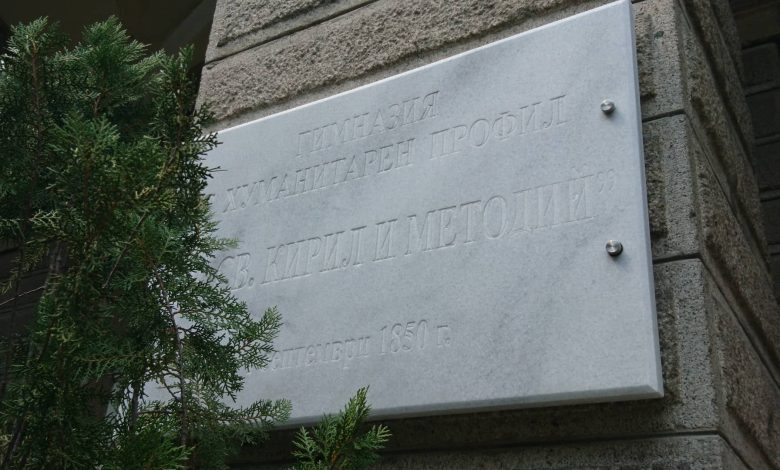 ГИМНАЗИЯ
ХУМАНИТАРЕН ПРОФИЛ
СВ. КИРИЛ И МЕТОДИЙ”
септември 1850 г.